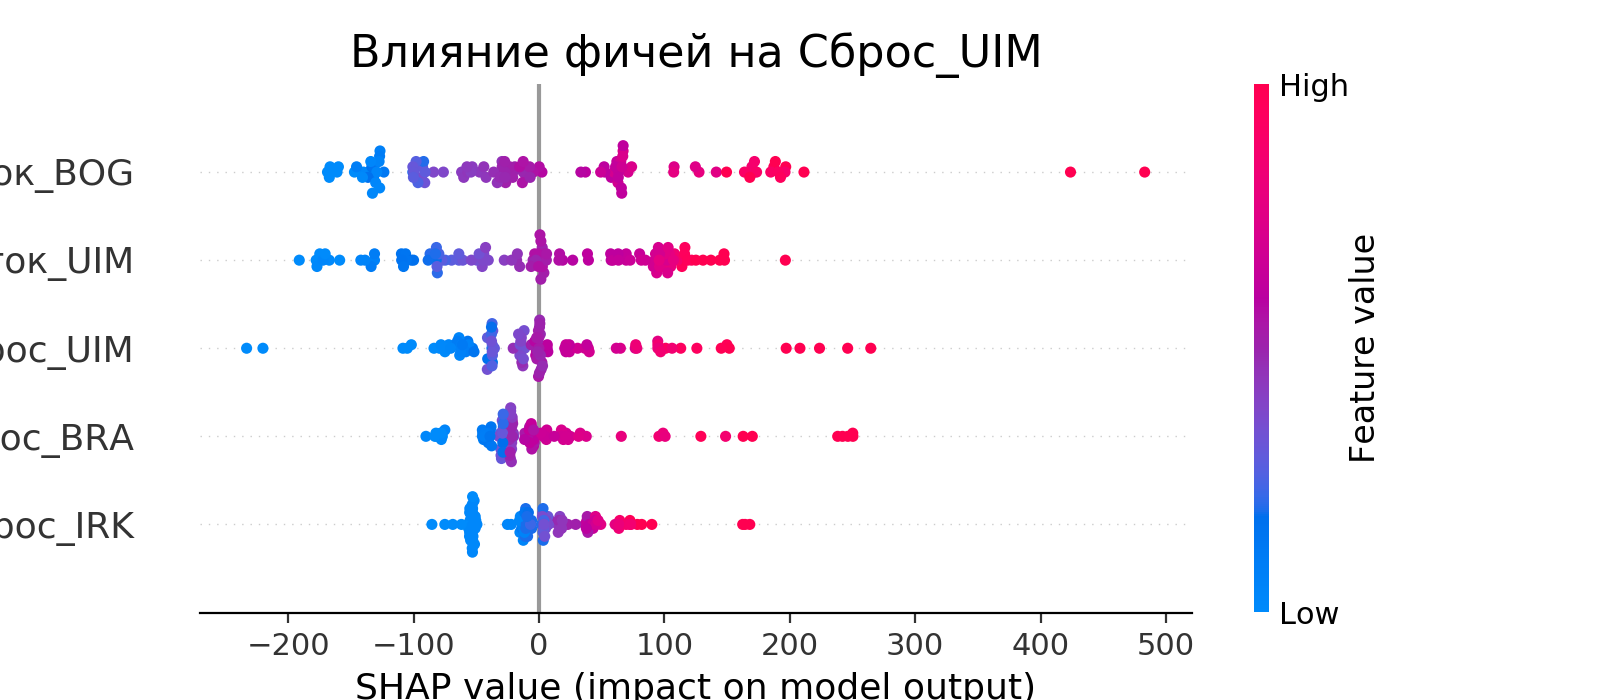 Влияние фичей на Сброс_UIM
High
ок_BOG
ток_UIM
рос_UIM
ос_BRA
рос_IRK
Feature value
Low
−200 −100 0 100 200 300 400 500
SHAP value (impact on model output)